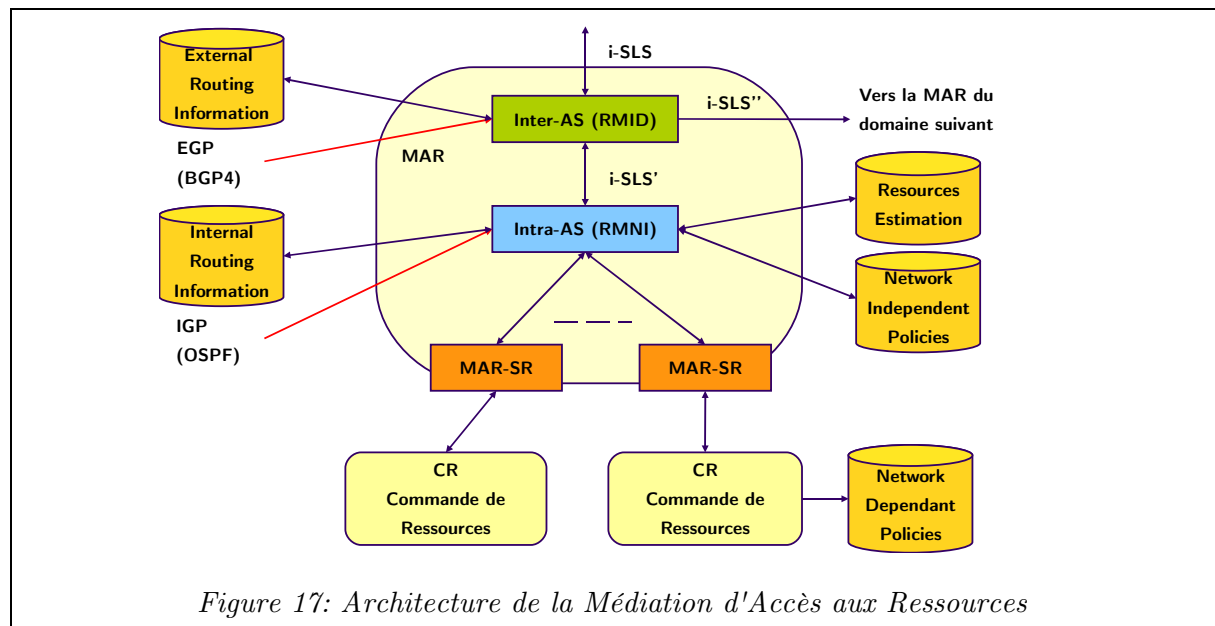 External
Routing
Information
i-SLS
Inter-AS (RMID)
i-SLS''
Vers la MAR du
domaine suivant
EGP
(BGP4)
MAR
i-SLS'
Internal
Routing
Information
Intra-AS (RMNI)
Resources
Estimation
Network
Independent
Policies
IGP
(OSPF)
MAR-SR
MAR-SR
CR
Commande de
Ressources
CR
Commande de
Ressources
Network
Dependant
Policies
Figure 17: Architecture de la Médiation d'Accès aux Ressources